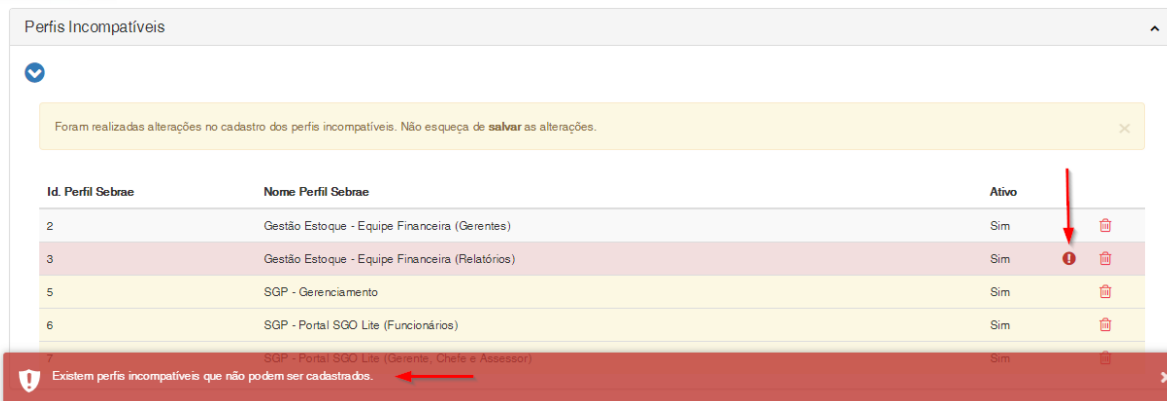 Perfis Incompatíveis
Foram realizadas alterações no cadastro dos perfis incompatíveis. Não esqueça de salvar as alterações.
Id. Perfil Sebrae Nome Perfil Sebrae Ativo
2 Gestão Estoque - Equipe Financeira (Gerentes) Sim
3 Gestão Estoque - Equipe Financeira (Relatórios) Sim
5 SGP - Gerenciamento Sim
6 SGP - Portal SGO Lite (Funcionários) Sim
7 SGP - Portal SGO Lite (Gerente, Chefe e Assessor) Sim
Existem perfis incompatíveis que não podem ser cadastrados.